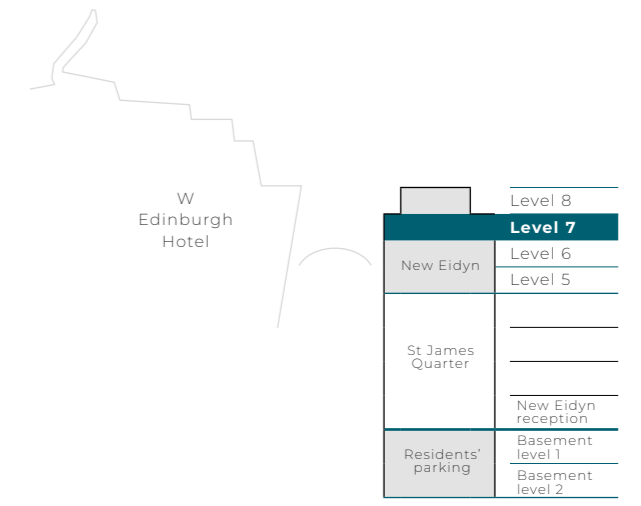 W
Edinburgh
Hotel
Level 8
Level 7
New Eidyn
Level 6
Level 5
St James
Quarter
New Eidyn
reception
Residents'
parking
Basement
level 1
Basement
level 2